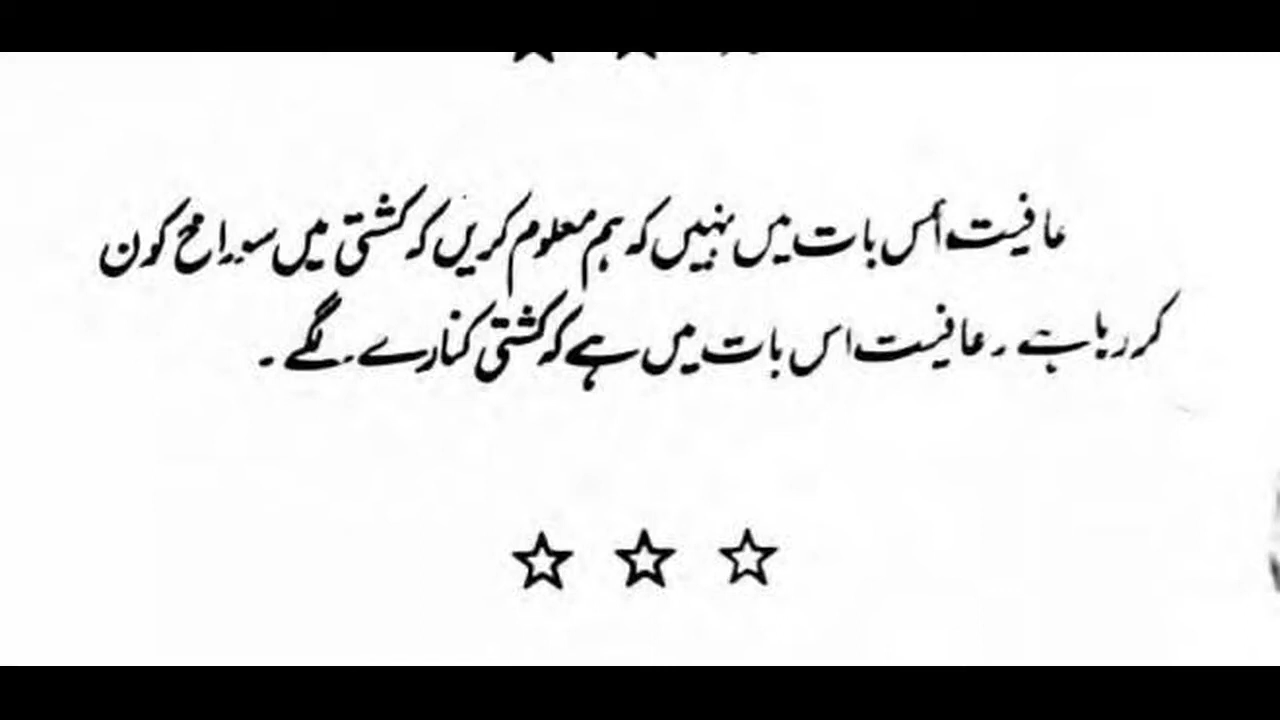 عافیت اُس بات میں نہیں کہ ہم معلوم کریں کہ کشتی میں سوراخ کون
کر رہا ہے ۔ عافیت اس بات میں ہے کہ کشتی کنارے لگے ۔